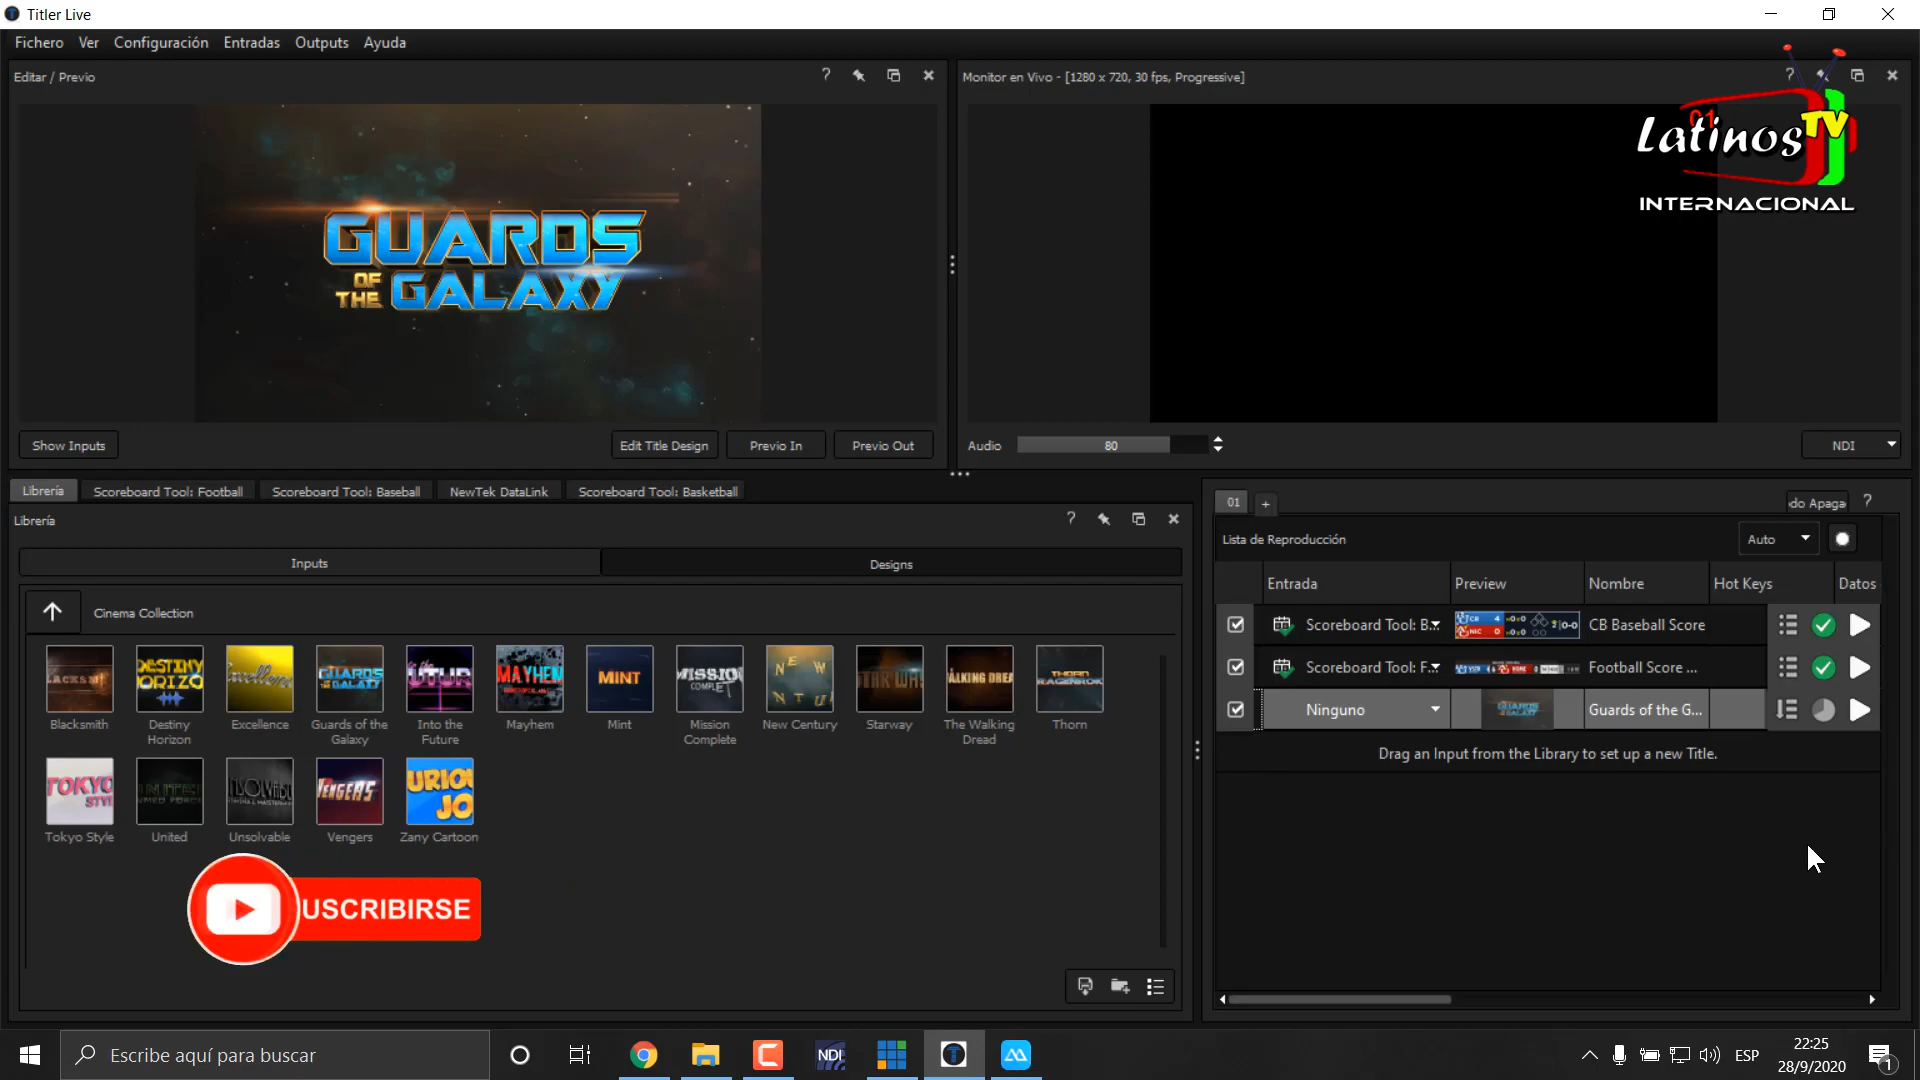 Titler Live
Fichero Ver Configuración Entradas Outputs Ayuda
Editar / Previo
Monitor en Vivo - [1280 x 720, 30 fps, Progressive]
Latinos TV
INTERNACIONAL
GUARDS
OF THE GALAXY
Show Inputs
Edit Title Design
Previo In
Previo Out
Audio
80
NDI
Librería
Scoreboard Tool: Football
Scoreboard Tool: Baseball
NewTek DataLink
Scoreboard Tool: Basketball
01
+
do Apaga
Librería
Lista de Reproducción
Auto
Inputs
Designs
Entrada
Preview
Nombre
Hot Keys
Datos
Cinema Collection
Scoreboard Tool: B...
CB Baseball Score
Scoreboard Tool: F...
Football Score ...
Ninguno
Guards of the G...
Drag an Input from the Library to set up a new Title.
Blacksmith
Destiny Horizon
Excellence
Guards of the Galaxy
Into the Future
Mayhem
Mint
Mission Complete
New Century
Starway
The Walking Dread
Thorn
Tokyo Style
United
Unsolvable
Vengers
Zany Cartoon
USCRIBIRSE
Escribe aquí para buscar
NDI
ESP
22:25
28/9/2020
1